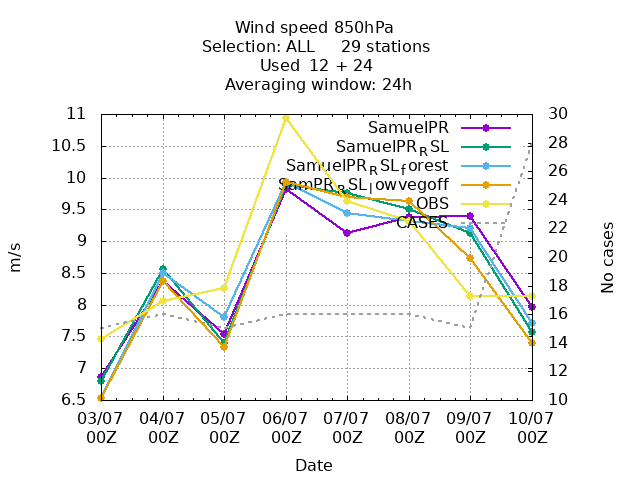 Wind speed 850hPa
Selection: ALL 29 stations
Used 12 + 24
Averaging window: 24h
11 30
SamuelPR
28
10.5 SamuelPRRSL
26
SamuelPRRSLforest
10 SamPRRSLlowvegoff
24
9.5 OBS
CASES 22
9 20
8.5 18
8 16
7.5 14
7 12
6.5 10
m/s
No cases
03/07 04/07 05/07 06/07 07/07 08/07 09/07 10/07
00Z 00Z 00Z 00Z 00Z 00Z 00Z 00Z
Date